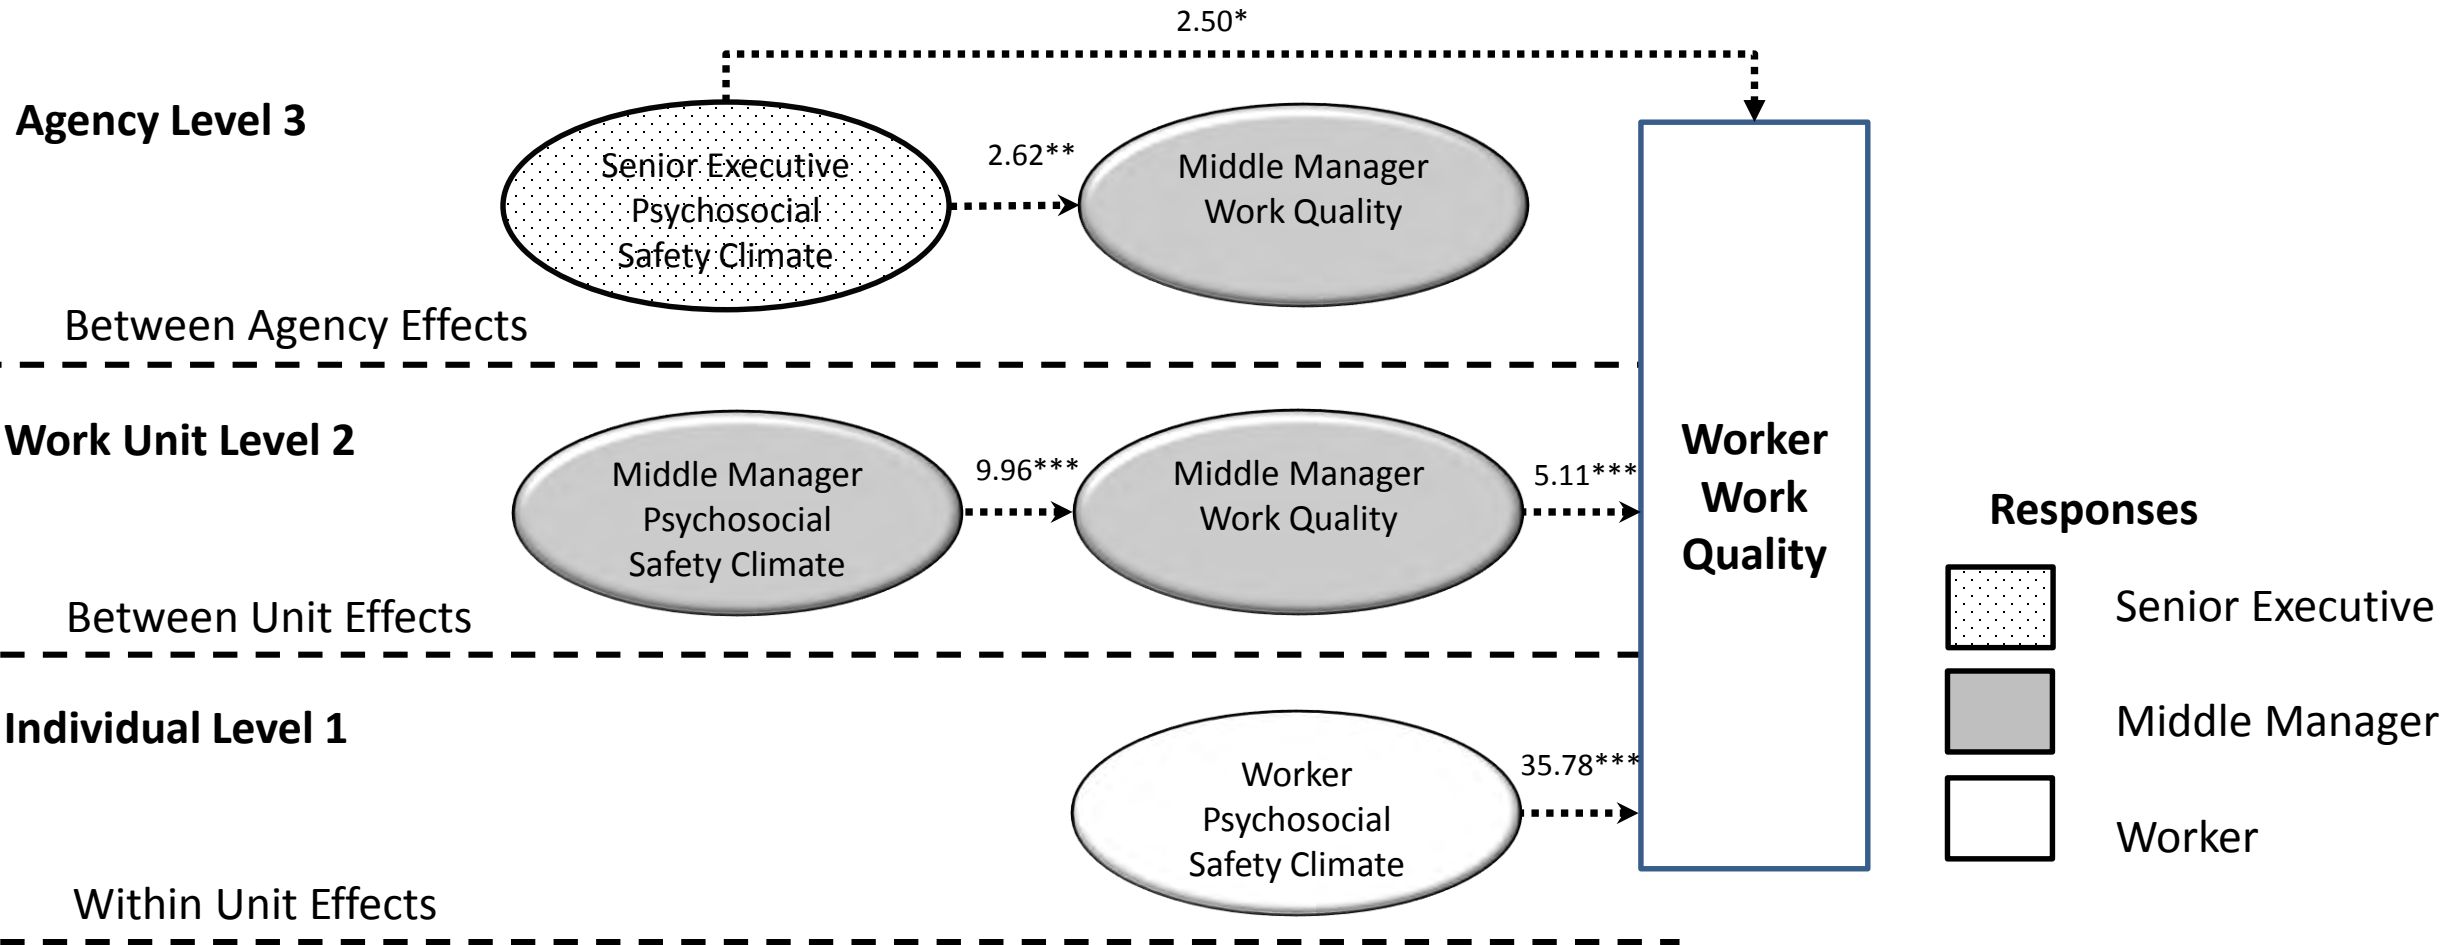 2.50*
Agency Level 3
Senior Executive
Psychosocial
Safety Climate
2.62**
Middle Manager
Work Quality
Between Agency Effects
Work Unit Level 2
Middle Manager
Psychosocial
Safety Climate
9.96***
Middle Manager
Work Quality
5.11***
Worker
Work
Quality
Between Unit Effects
Individual Level 1
Worker
Psychosocial
Safety Climate
35.78***
Within Unit Effects
Responses
Senior Executive
Middle Manager
Worker